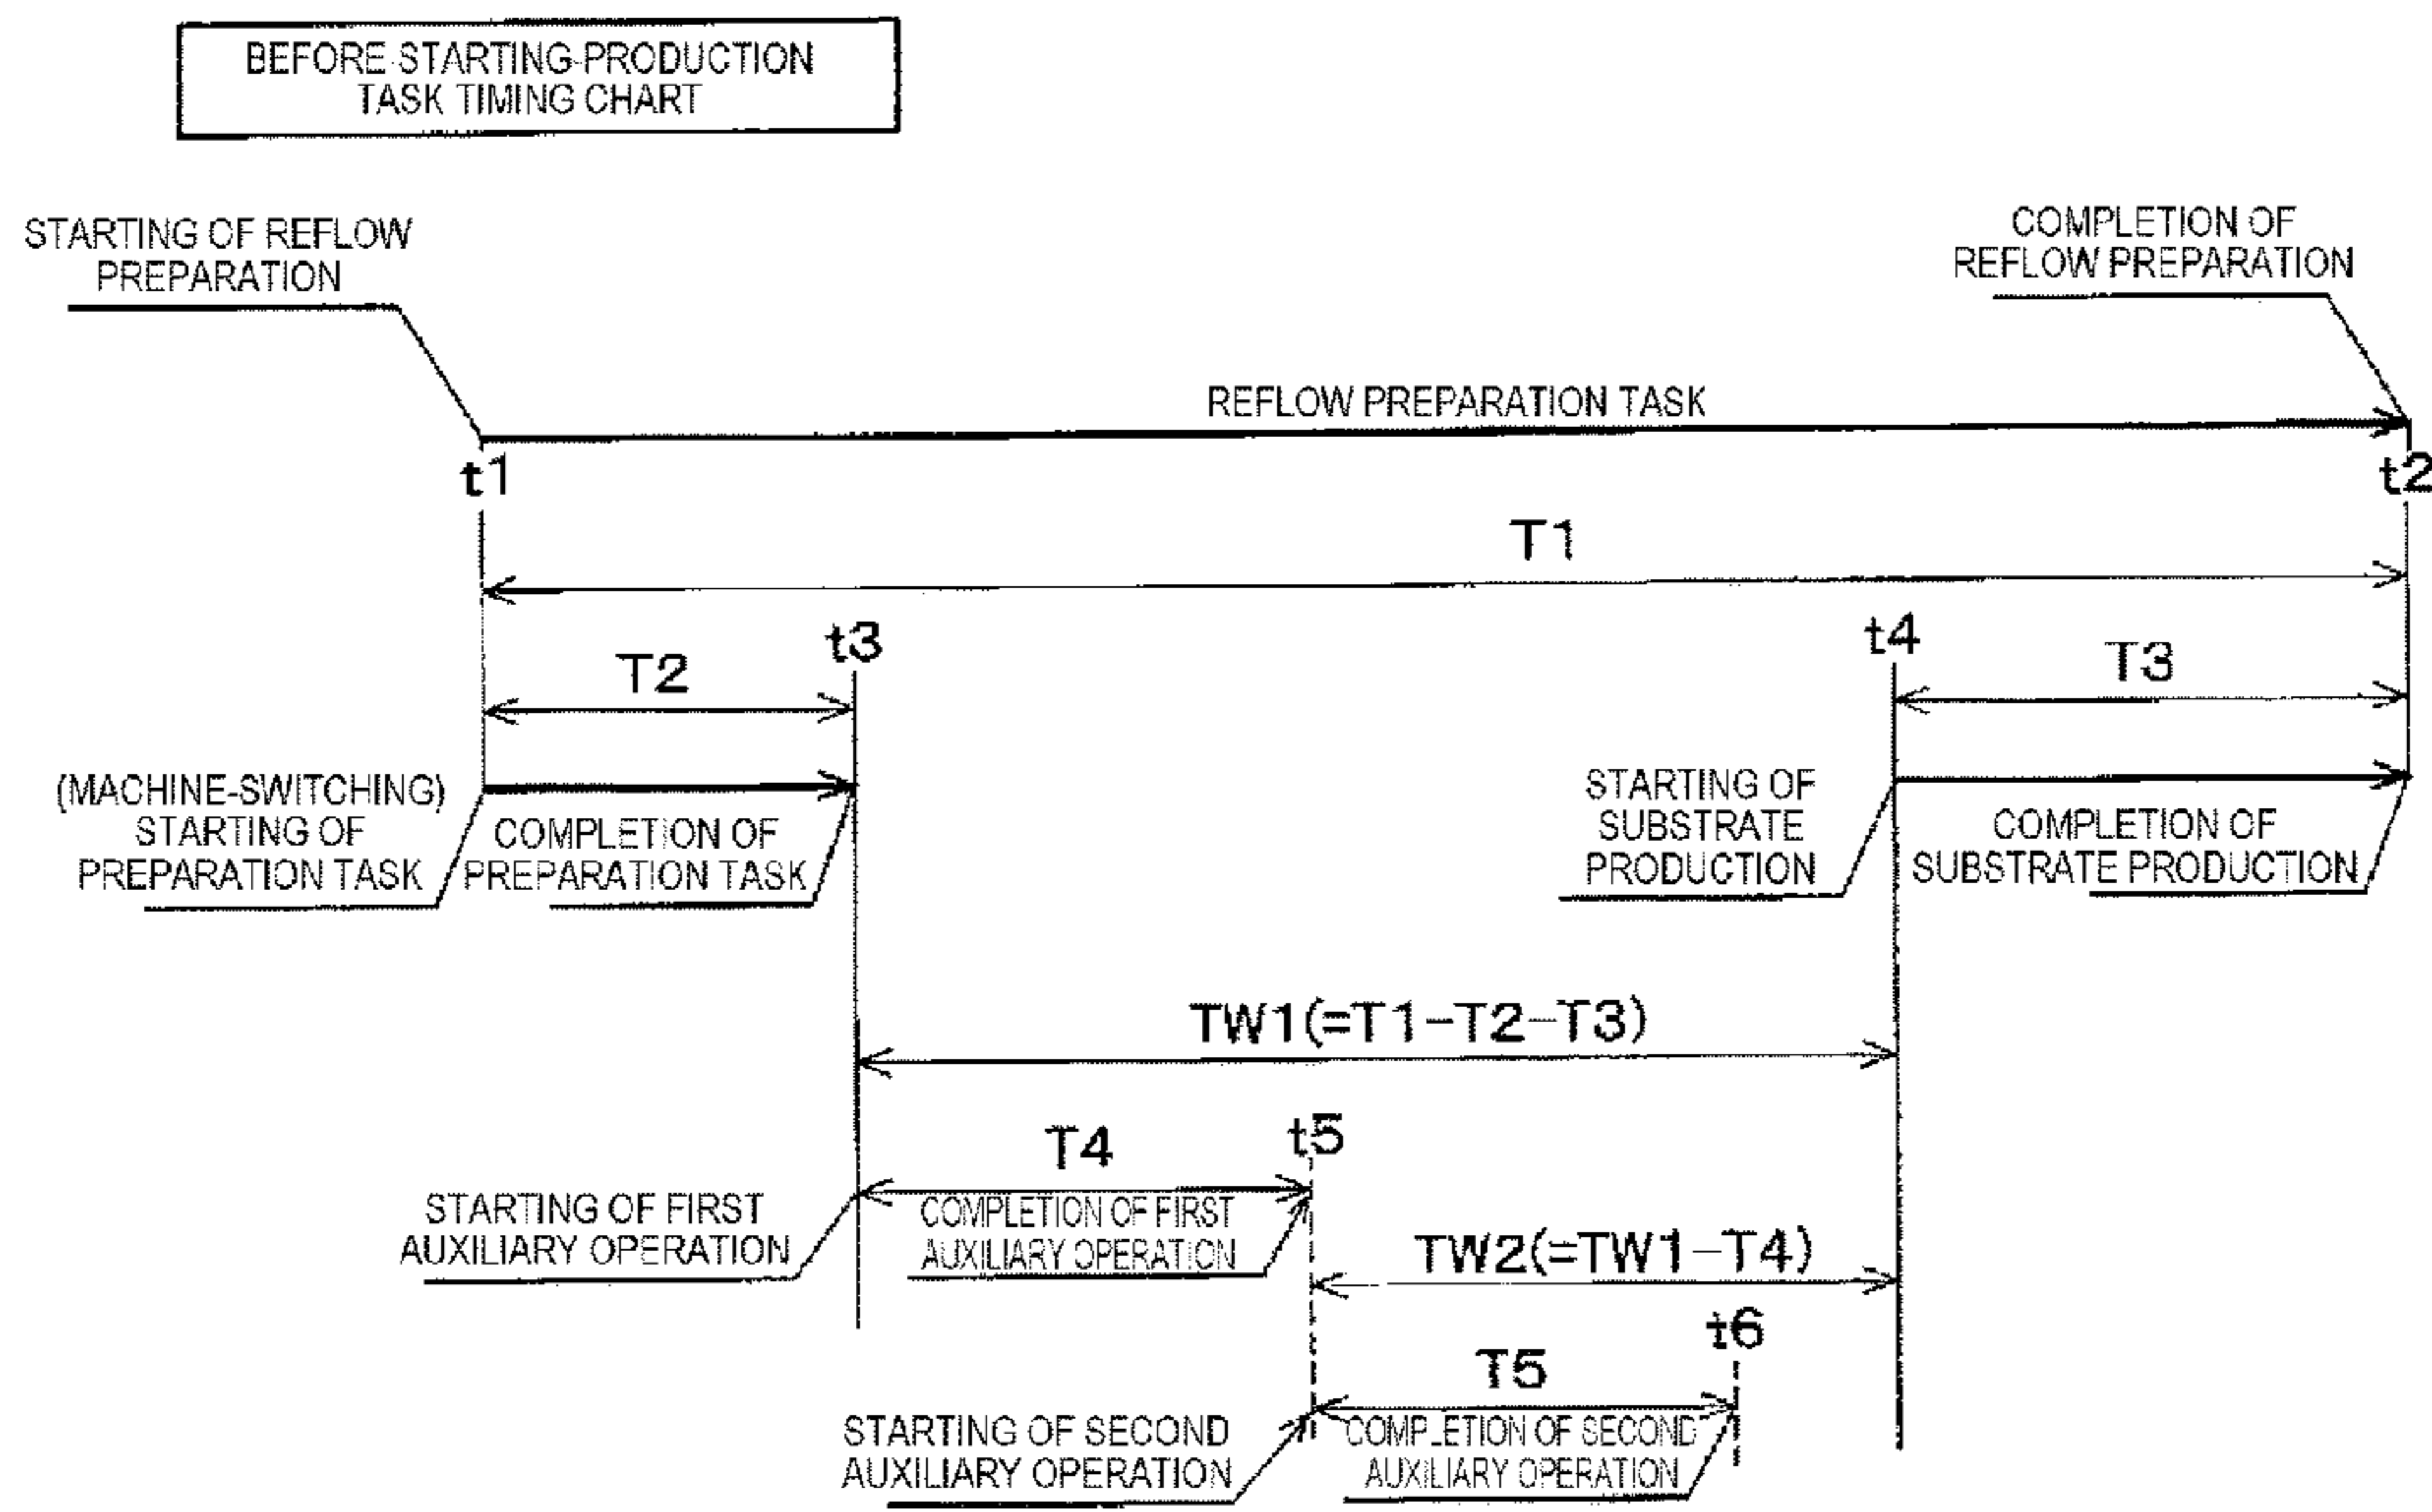 BEFORE-STARTING-PRODUCTION
TASK TIMING CHART
STARTING OF REFLOW
PREPARATION
COMPLETION OF
REFLOW PREPARATION
REFLOW PREPARATION TASK
t1
t2
T1
t3
t4
T2
T3
(MACHINE-SWITCHING)
STARTING OF
PREPARATION TASK
COMPLETION OF
PREPARATION TASK
STARTING OF
SUBSTRATE
PRODUCTION
COMPLETION OF
SUBSTRATE PRODUCTION
TW1(=T1-T2-T3)
T4
t5
STARTING OF FIRST
AUXILIARY OPERATION
COMPLETION OF FIRST
AUXILIARY OPERATION
TW2(=TW1-T4)
t6
T5
STARTING OF SECOND
AUXILIARY OPERATION
COMPLETION OF SECOND
AUXILIARY OPERATION